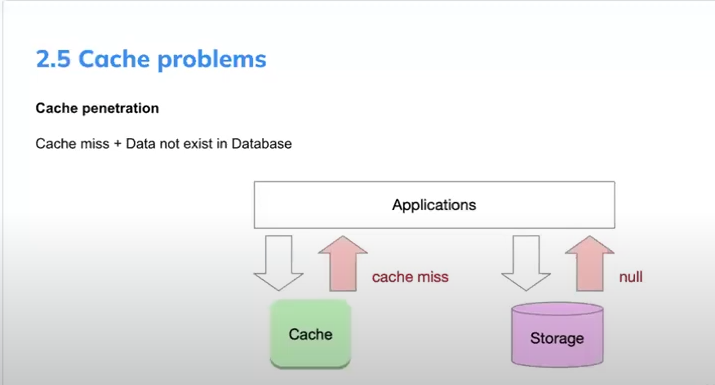 2.5 Cache problems
Cache penetration
Cache miss + Data not exist in Database
Applications
cache miss
null
Cache
Storage